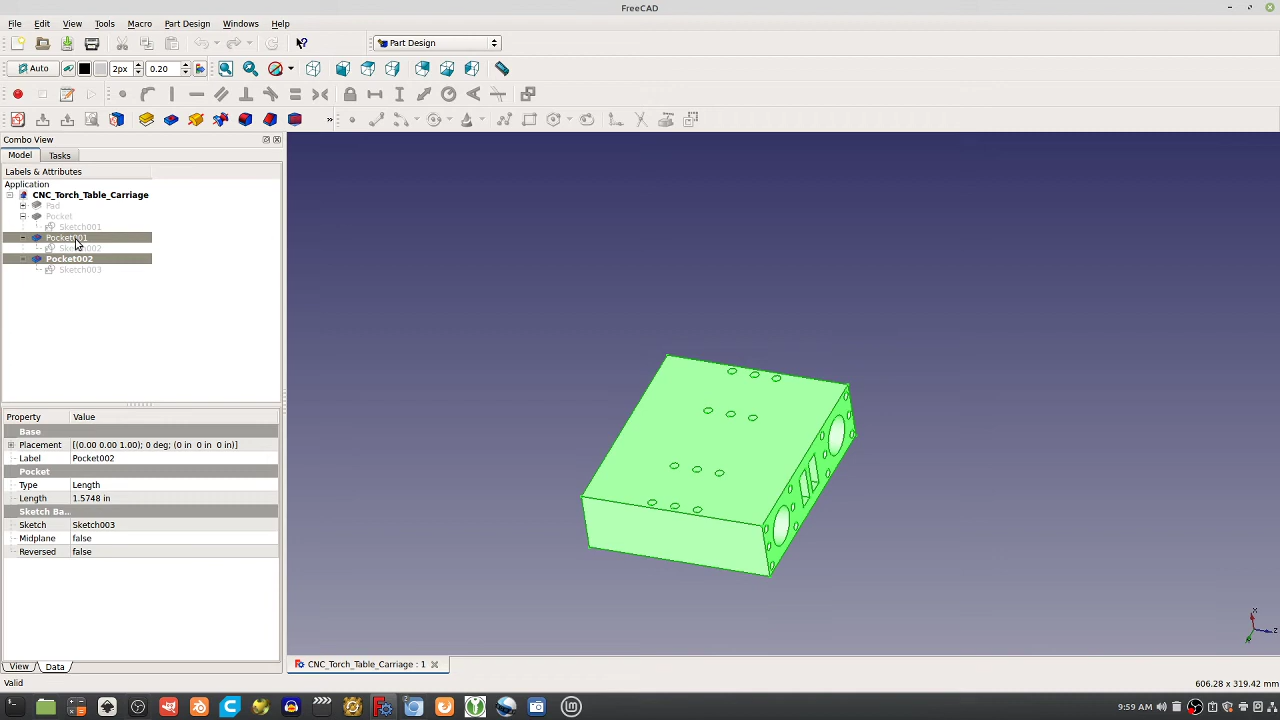 FreeCAD
File Edit View Tools Macro Part Design Windows Help
Part Design
Auto 2px 0.20
»
Combo View
Model Tasks
Labels & Attributes
Application
CNC_Torch_Table_Carriage
Pad
Pocket
Sketch001
Pocket001
Sketch002
Pocket002
Sketch003
Property Value
Base
Placement [(0.00 0.00 1.00); 0 deg; (0 in 0 in 0 in)]
Label Pocket002
Pocket
Type Length
Length 1.5748 in
Sketch Ba...
Sketch Sketch003
Midplane false
Reversed false
X
Z
View Data
CNC_Torch_Table_Carriage : 1
Valid 606.28 x 319.42 mm
9:59 AM